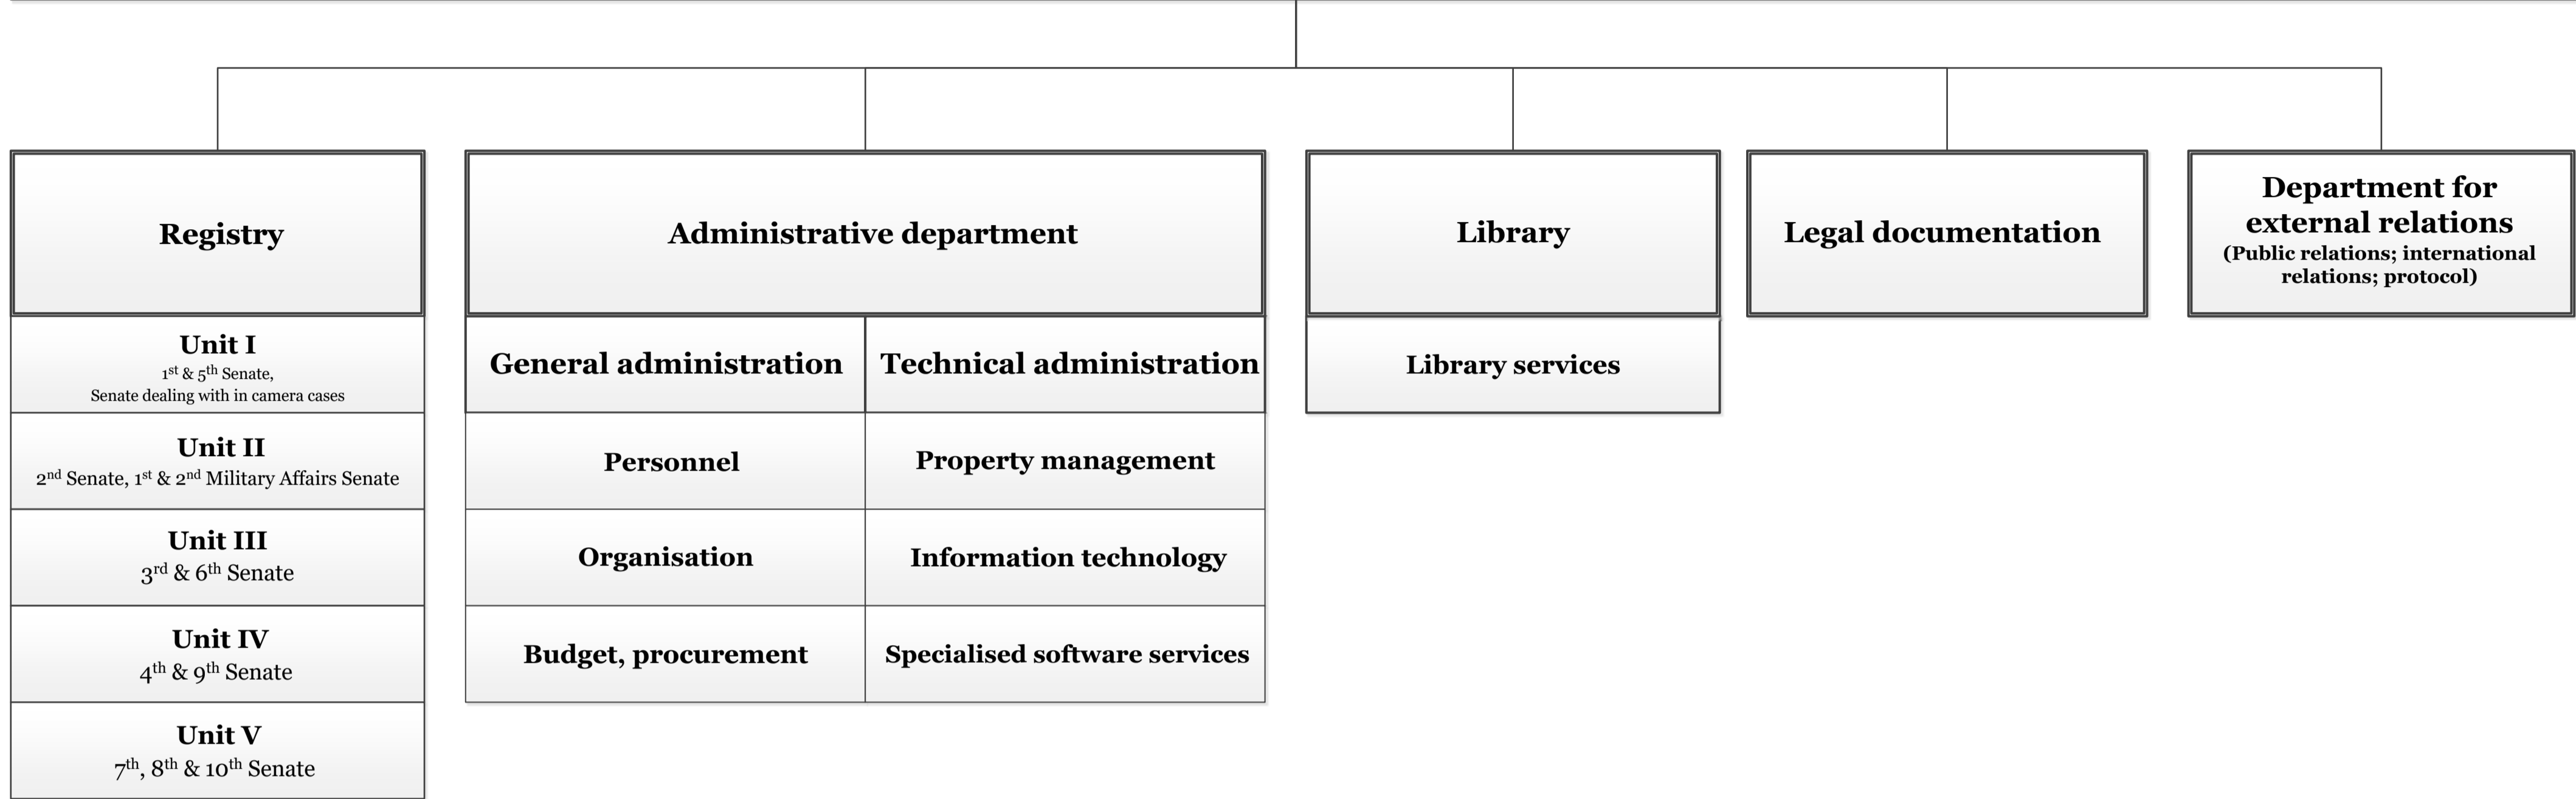 Registry
Unit I
1st & 5th Senate,
Senate dealing with in camera cases
Unit II
2nd Senate, 1st & 2nd Military Affairs Senate
Unit III
3rd & 6th Senate
Unit IV
4th & 9th Senate
Unit V
7th, 8th & 10th Senate
Administrative department
General administration
Technical administration
Personnel
Property management
Organisation
Information technology
Budget, procurement
Specialised software services
Library
Library services
Legal documentation
Department for
external relations
(Public relations; international
relations; protocol)